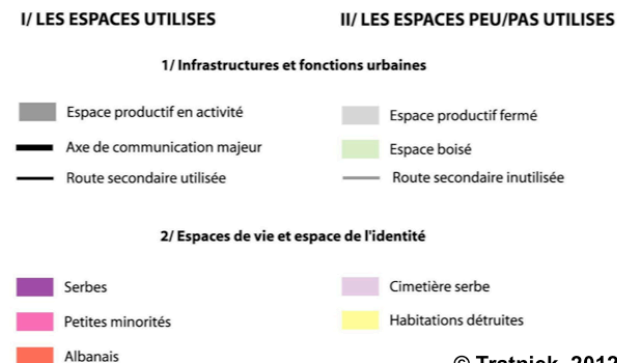 I/ LES ESPACES UTILISES
II/ LES ESPACES PEU/PAS UTILISES
1/ Infrastructures et fonctions urbaines
Espace productif en activité
Espace productif fermé
Axe de communication majeur
Espace boisé
Route secondaire utilisée
Route secondaire inutilisée
2/ Espaces de vie et espace de l'identité
Serbes
Cimetière serbe
Petites minorités
Habitations détruites
Albanais